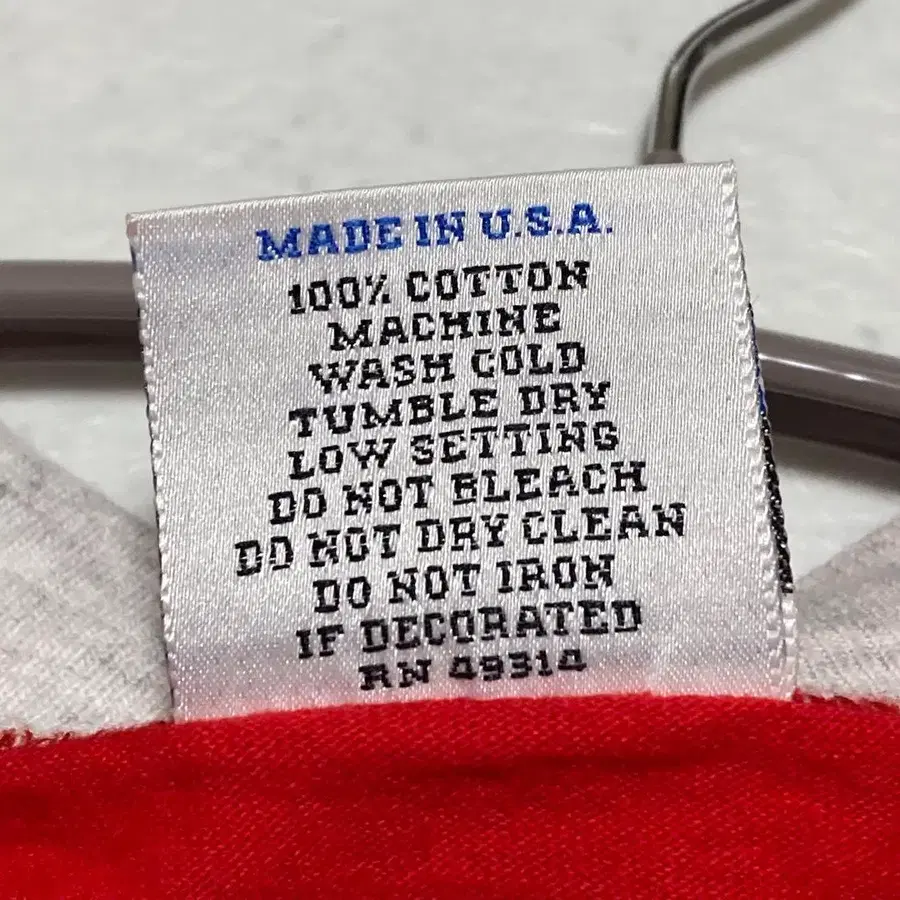 MADE IN U.S.A.
100% COTTON
MACHINE
WASH COLD
TUMBLE DRY
LOW SETTING
DO NOT BLEACH
DO NOT DRY CLEAN
DO NOT IRON
IF DECORATED
RN 49314